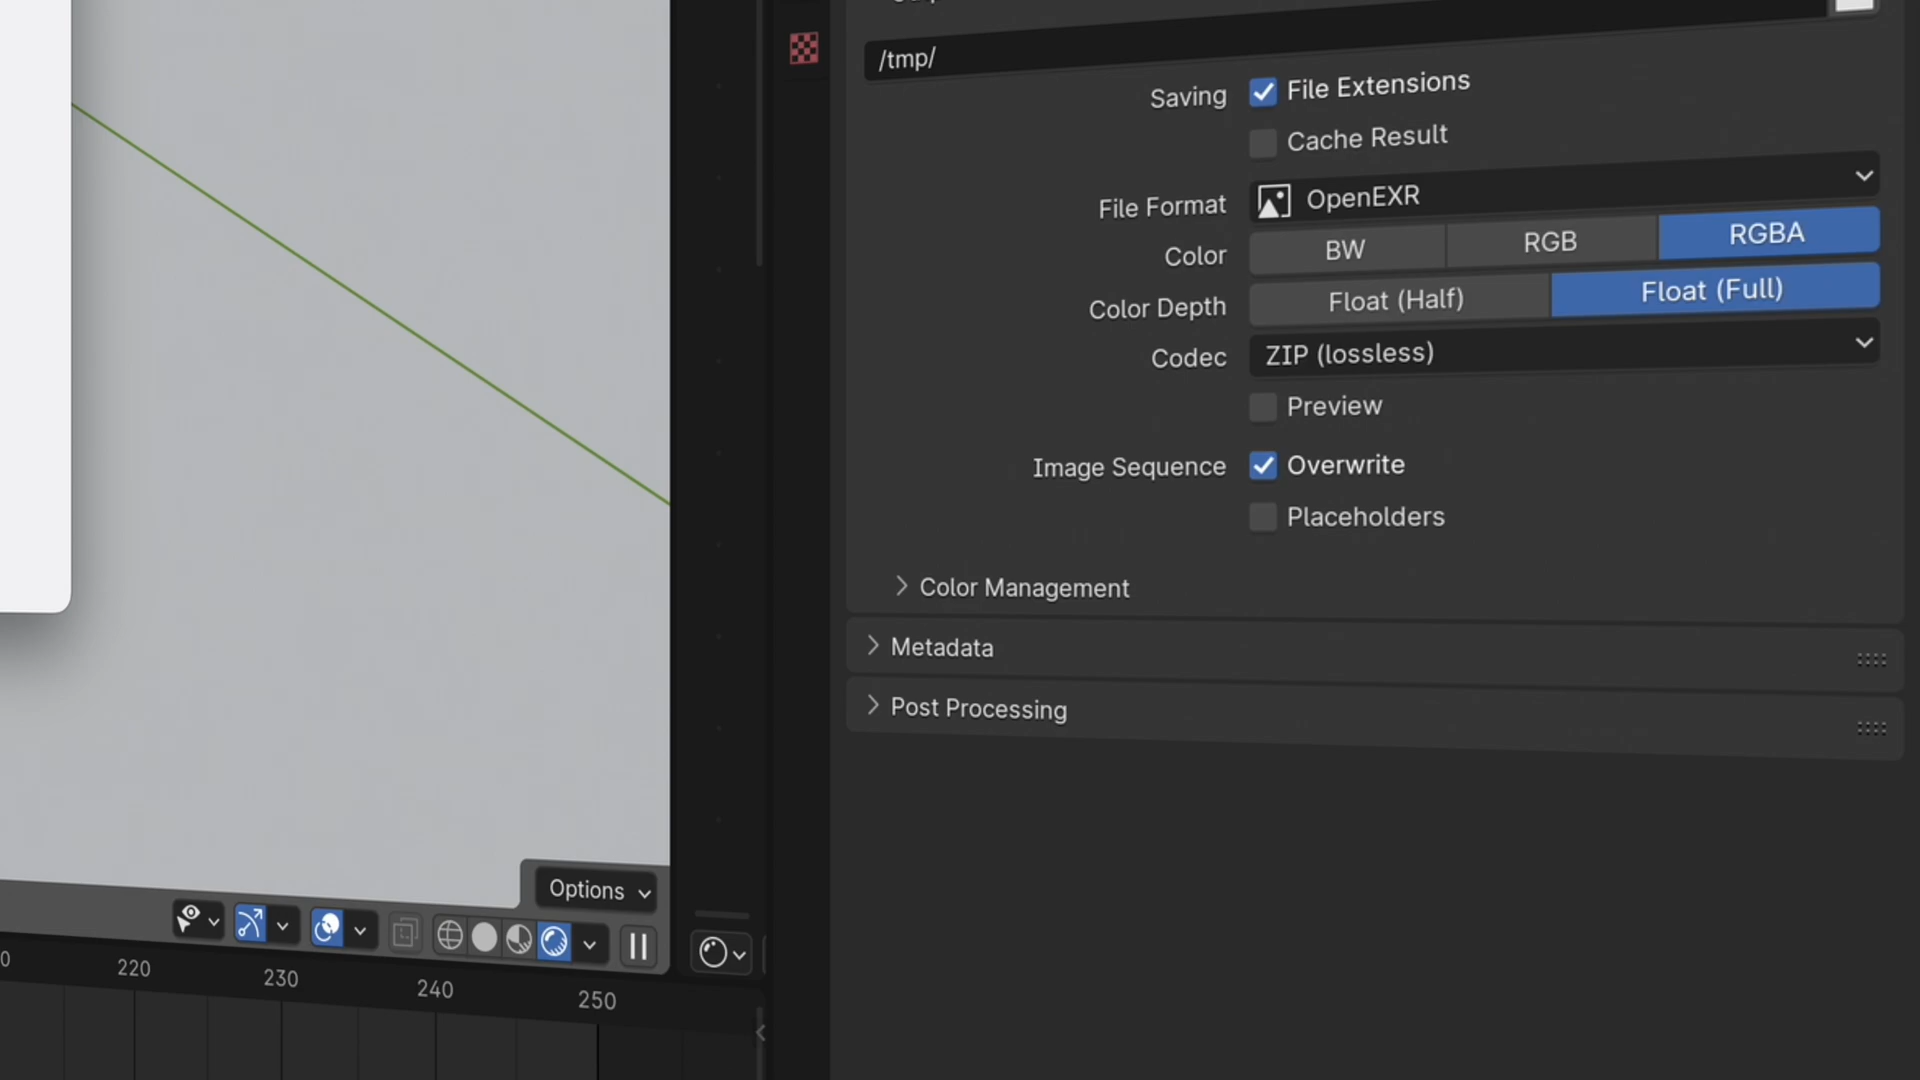 /tmp/
Saving File Extensions
Cache Result
File Format OpenEXR
Color BW RGB RGBA
Color Depth Float (Half) Float (Full)
Codec ZIP (lossless)
Preview
Image Sequence Overwrite
Placeholders
Color Management
Metadata
Post Processing
Options
220 230 240 250